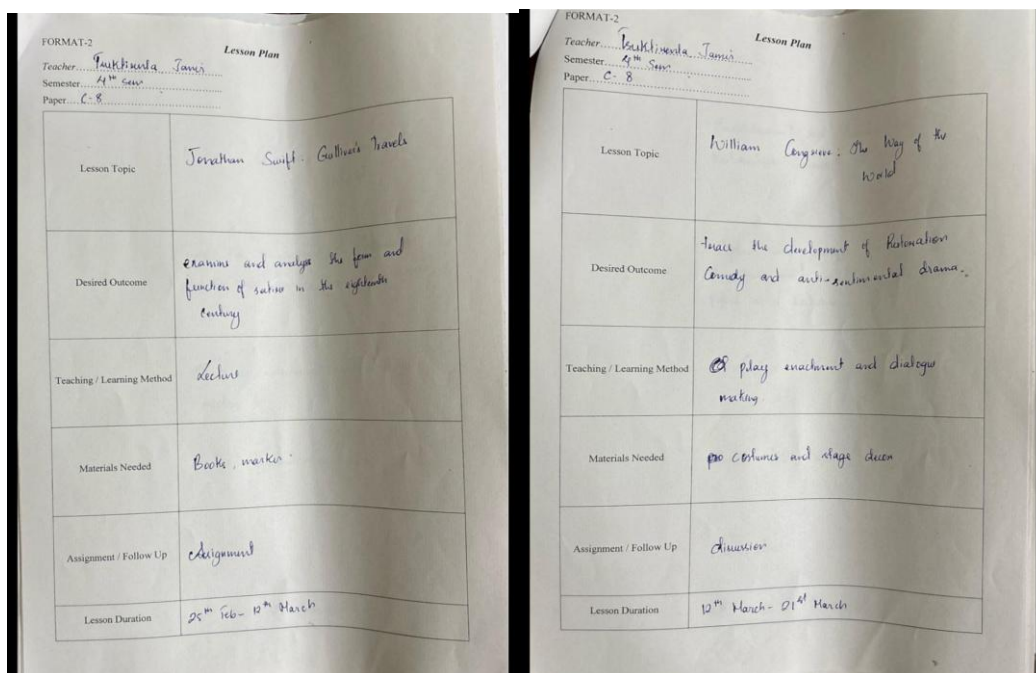 FORMAT-2
Lesson Plan
Teacher.... Jamir
Semester.... 4th Sem
Paper.... C-8
Lesson Topic
Jonathan Swift: Gulliver's Travels
Desired Outcome
examine and analyse the form and
function of satire in the eighteenth
century
Teaching / Learning Method
Lecture
Materials Needed
Books, marker.
Assignment / Follow Up
Assignment
Lesson Duration
25th Feb - 12th March
FORMAT-2
Lesson Plan
Teacher.... Jamir
Semester.... 4th Sem
Paper.... C-8
Lesson Topic
William Congreve: The Way of the
World
Desired Outcome
trace the development of Restoration
Comedy and anti-sentimental drama.
Teaching / Learning Method
play enactment and dialogue
making
Materials Needed
costumes and stage decor
Assignment / Follow Up
discussion
Lesson Duration
12th March - 21st March